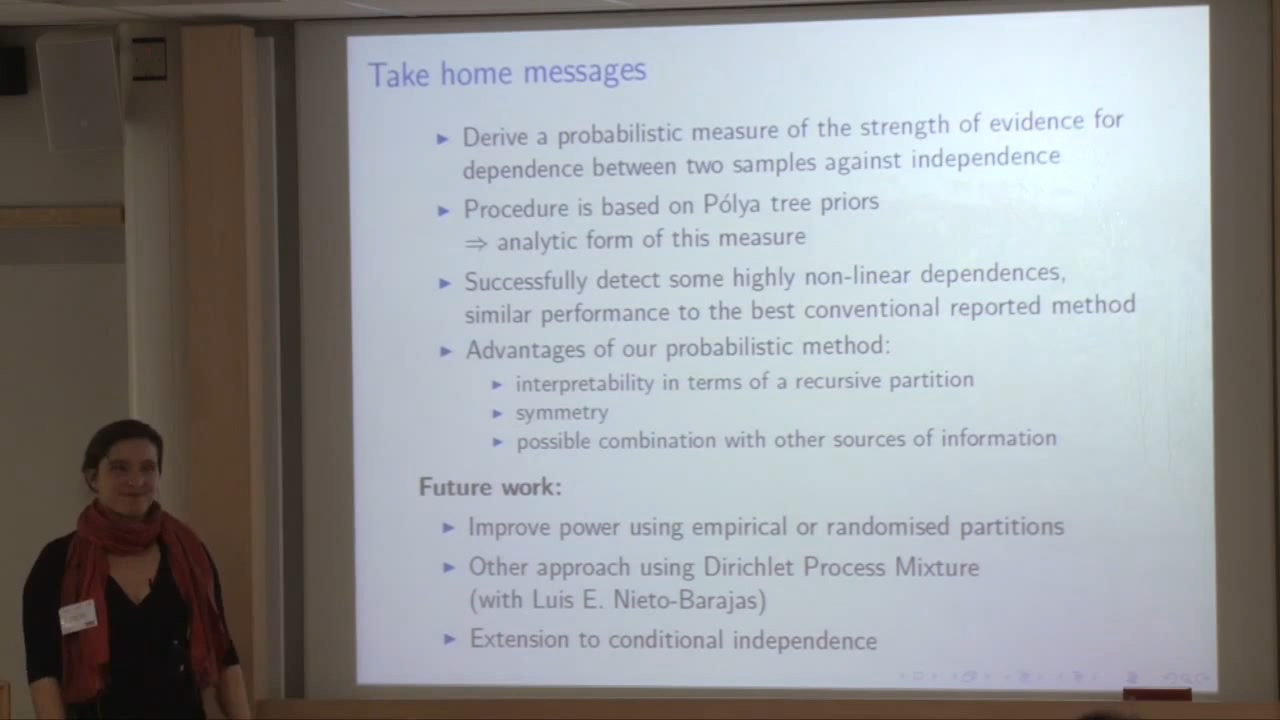 Take home messages
▶ Derive a probabilistic measure of the strength of evidence for
dependence between two samples against independence
▶ Procedure is based on Pólya tree priors
⇒ analytic form of this measure
▶ Successfully detect some highly non-linear dependences,
similar performance to the best conventional reported method
▶ Advantages of our probabilistic method:
▶ interpretability in terms of a recursive partition
▶ symmetry
▶ possible combination with other sources of information
Future work:
▶ Improve power using empirical or randomised partitions
▶ Other approach using Dirichlet Process Mixture
(with Luis E. Nieto-Barajas)
▶ Extension to conditional independence